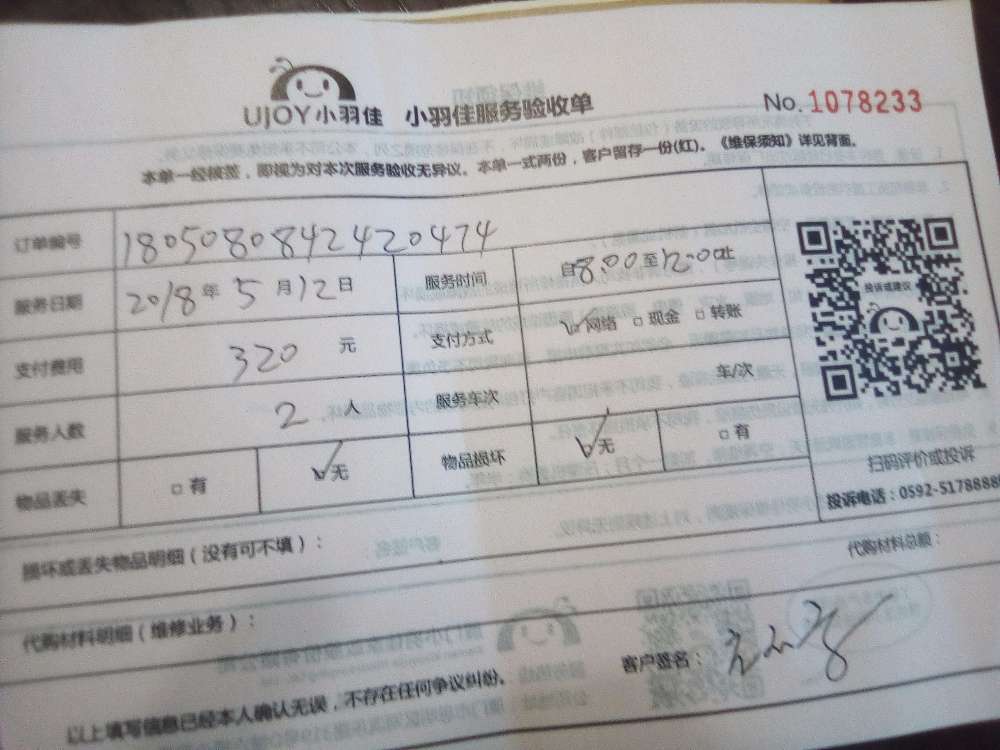 UJOY小羽佳 小羽佳服务验收单 No. 1078233
本单一经核签，即视为对本次服务验收无异议。本单一式两份，客户留存一份(红)。《维保须知》详见背面。
订单编号 180508084242420474
服务日期 2018年5月12日 服务时间 自8:00至12:00止
支付费用 320 元 支付方式 网络 现金 转账
服务人数 2 人 服务车次 车/次
物品丢失 有 无 物品损坏 无 有
投诉或建议
扫码评价或投诉
投诉电话：0592-5178888
损坏或丢失物品明细（没有可不填）：
代购材料总额：
代购材料明细（维修业务）：
客户签名：
以上填写信息已经本人确认无误，不存在任何争议纠纷。